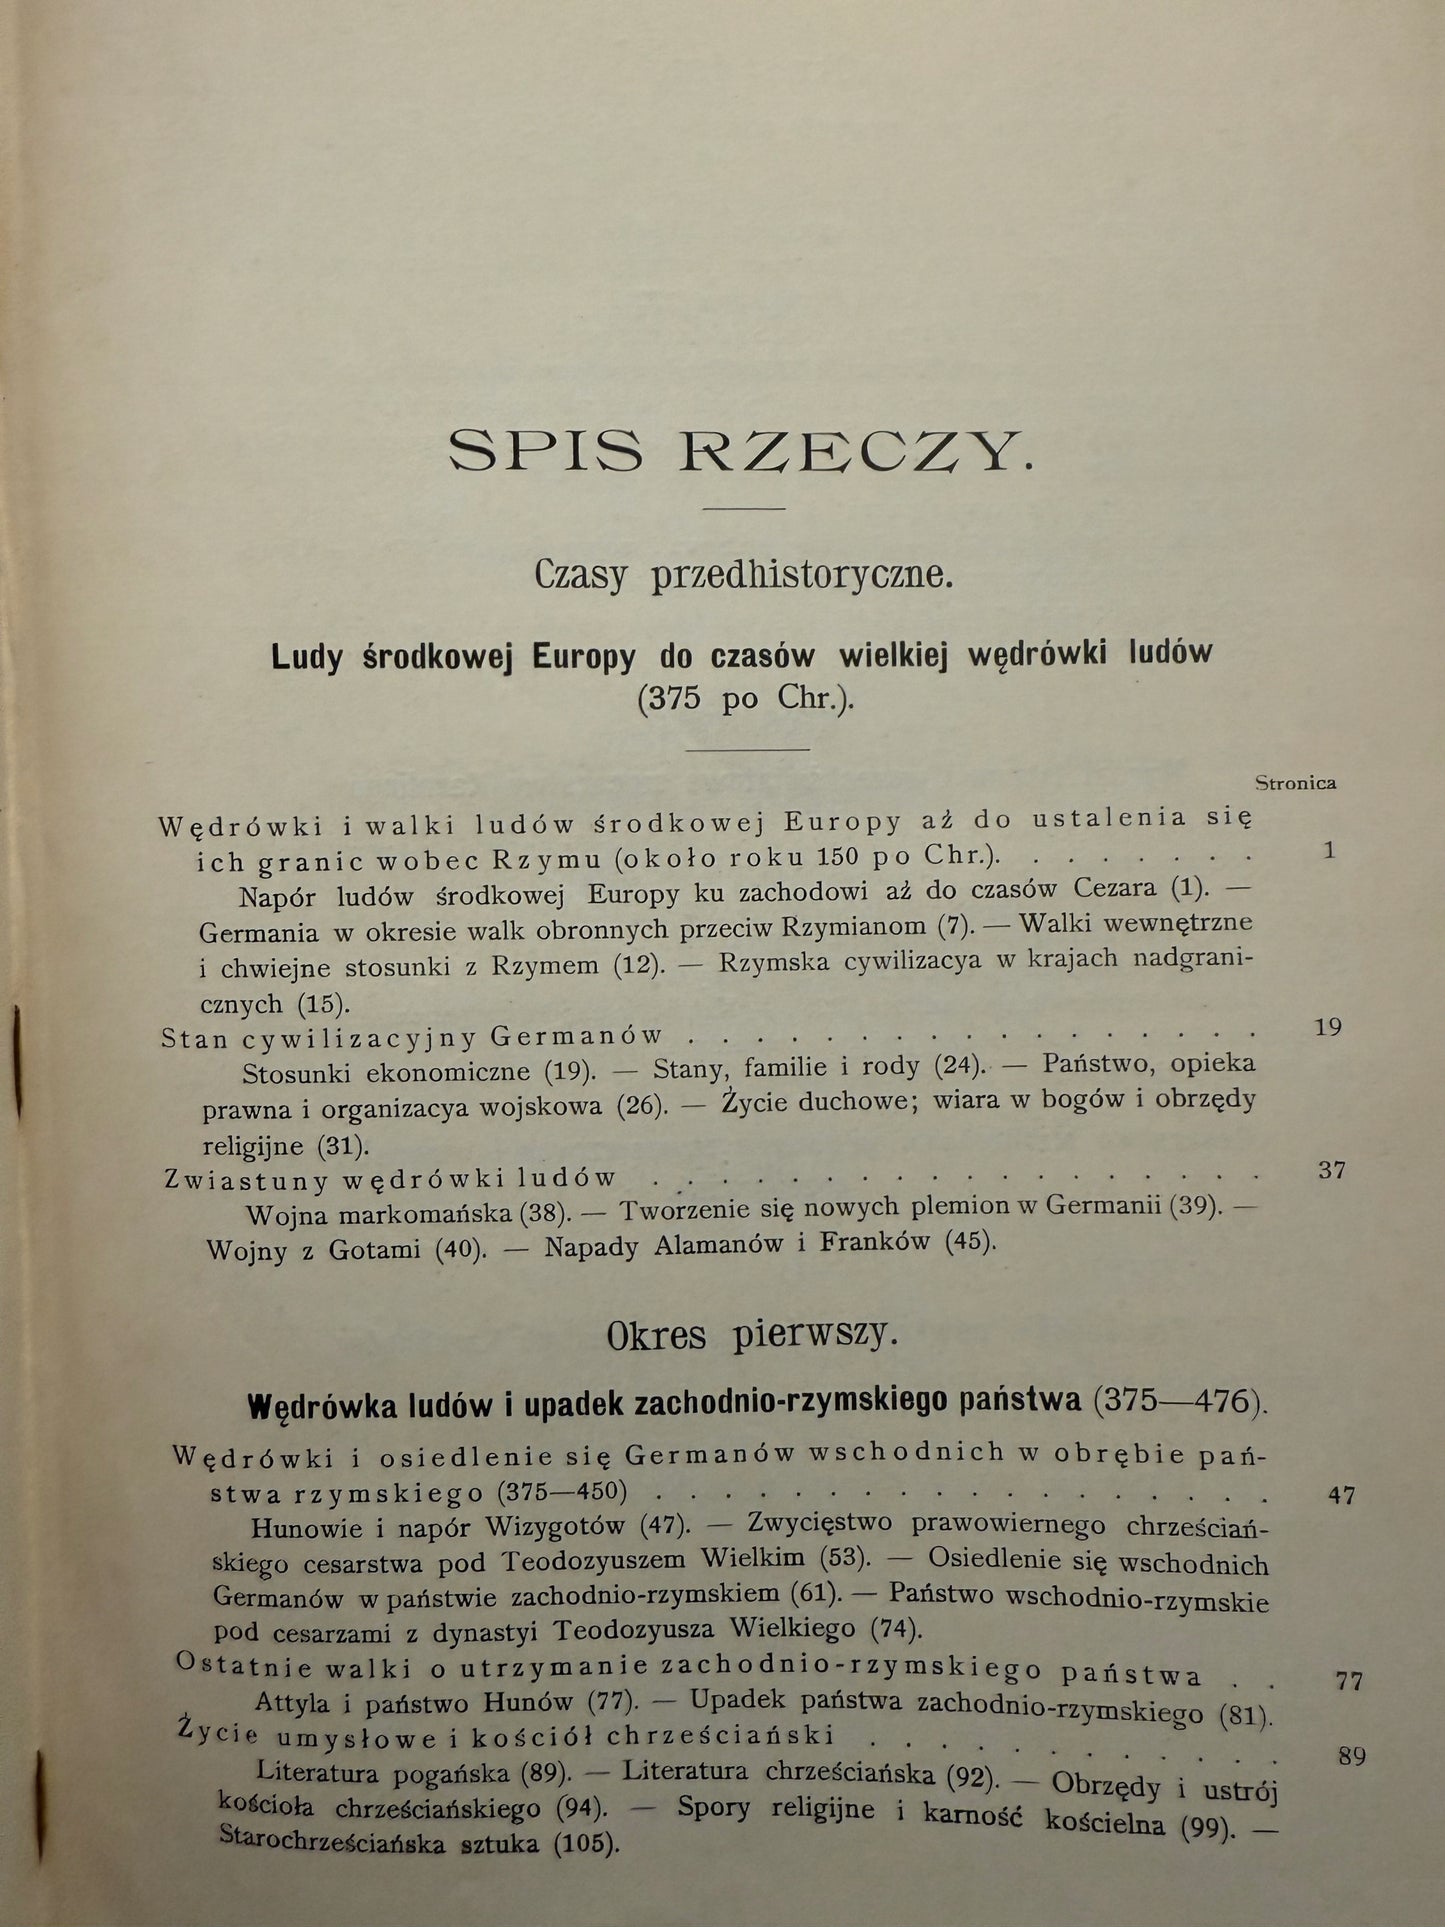 SPIS RZECZY.
Czasy przedhistoryczne.
Ludy środkowej Europy do czasów wielkiej wędrówki ludów
(375 po Chr.).
Stronica
Wędrówki i walki ludów środkowej Europy aż do ustalenia się
ich granic wobec Rzymu (około roku 150 po Chr.). . . . . . . . 1
Napór ludów środkowej Europy ku zachodowi aż do czasów Cezara (1). —
Germania w okresie walk obronnych przeciw Rzymianom (7). — Walki wewnętrzne
i chwiejne stosunki z Rzymem (12). — Rzymska cywilizacya w krajach nadgrani-
cznych (15).
Stan cywilizacyjny Germanów . . . . . . . . . . . . . . . . . 19
Stosunki ekonomiczne (19). — Stany, familie i rody (24). — Państwo, opieka
prawna i organizacya wojskowa (26). — Życie duchowe; wiara w bogów i obrzędy
religijne (31).
Zwiastuny wędrówki ludów . . . . . . . . . . . . . . . . . . 37
Wojna markomańska (38). — Tworzenie się nowych plemion w Germanii (39). —
Wojny z Gotami (40). — Napady Alamanów i Franków (45).
Okres pierwszy.
Wędrówka ludów i upadek zachodnio-rzymskiego państwa (375—476).
Wędrówki i osiedlenie się Germanów wschodnich w obrębie pań-
stwa rzymskiego (375—450) . . . . . . . . . . . . . . . . . . 47
Hunowie i napór Wizygotów (47). — Zwycięstwo prawowiernego chrześciań-
skiego cesarstwa pod Teodozyuszem Wielkim (53). — Osiedlenie się wschodnich
Germanów w państwie zachodnio-rzymskiem (61). — Państwo wschodnio-rzymskie
pod cesarzami z dynastyi Teodozyusza Wielkiego (74).
Ostatnie walki o utrzymanie zachodnio-rzymskiego państwa . . 77
Attyla i państwo Hunów (77). — Upadek państwa zachodnio-rzymskiego (81).
Życie umysłowe i kościół chrześciański . . . . . . . . . . . . 89
Literatura pogańska (89). — Literatura chrześciańska (92). — Obrzędy i ustrój
kościoła chrześciańskiego (94). — Spory religijne i karność kościelna (99). —
Starochrześciańska sztuka (105).